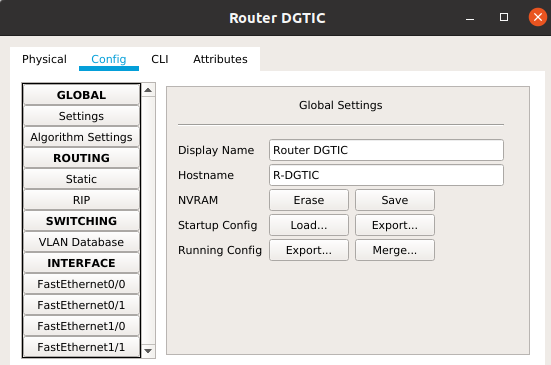 Router DGTIC
Physical Config CLI Attributes
GLOBAL
Settings
Algorithm Settings
ROUTING
Static
RIP
SWITCHING
VLAN Database
INTERFACE
FastEthernet0/0
FastEthernet0/1
FastEthernet1/0
FastEthernet1/1
Global Settings
Display Name Router DGTIC
Hostname R-DGTIC
NVRAM Erase Save
Startup Config Load... Export...
Running Config Export... Merge...